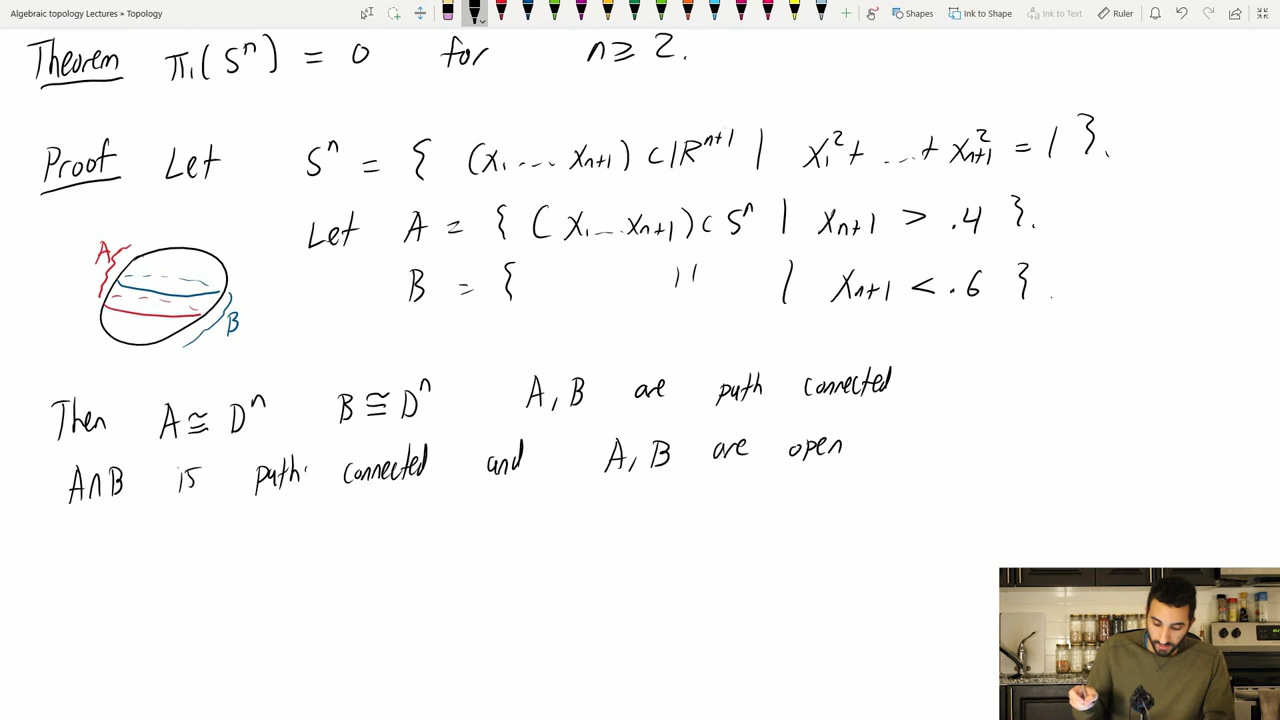 Algebraic topology Lectures » Topology
Shapes Ink to Shape Ink to Text Ruler
Theorem π₁(Sⁿ) = 0 for n ≥ 2.
Proof Let Sⁿ = { (x₁ ... xₙ₊₁) ⊂ ℝⁿ⁺¹ | x₁² + ... + xₙ₊₁² = 1 }.
Let A = { (x₁ ... xₙ₊₁) ⊂ Sⁿ | xₙ₊₁ > .4 }.
A
B = { " | xₙ₊₁ < .6 }.
B
Then A ≅ Dⁿ B ≅ Dⁿ A, B are path connected
A∩B is path connected and A, B are open